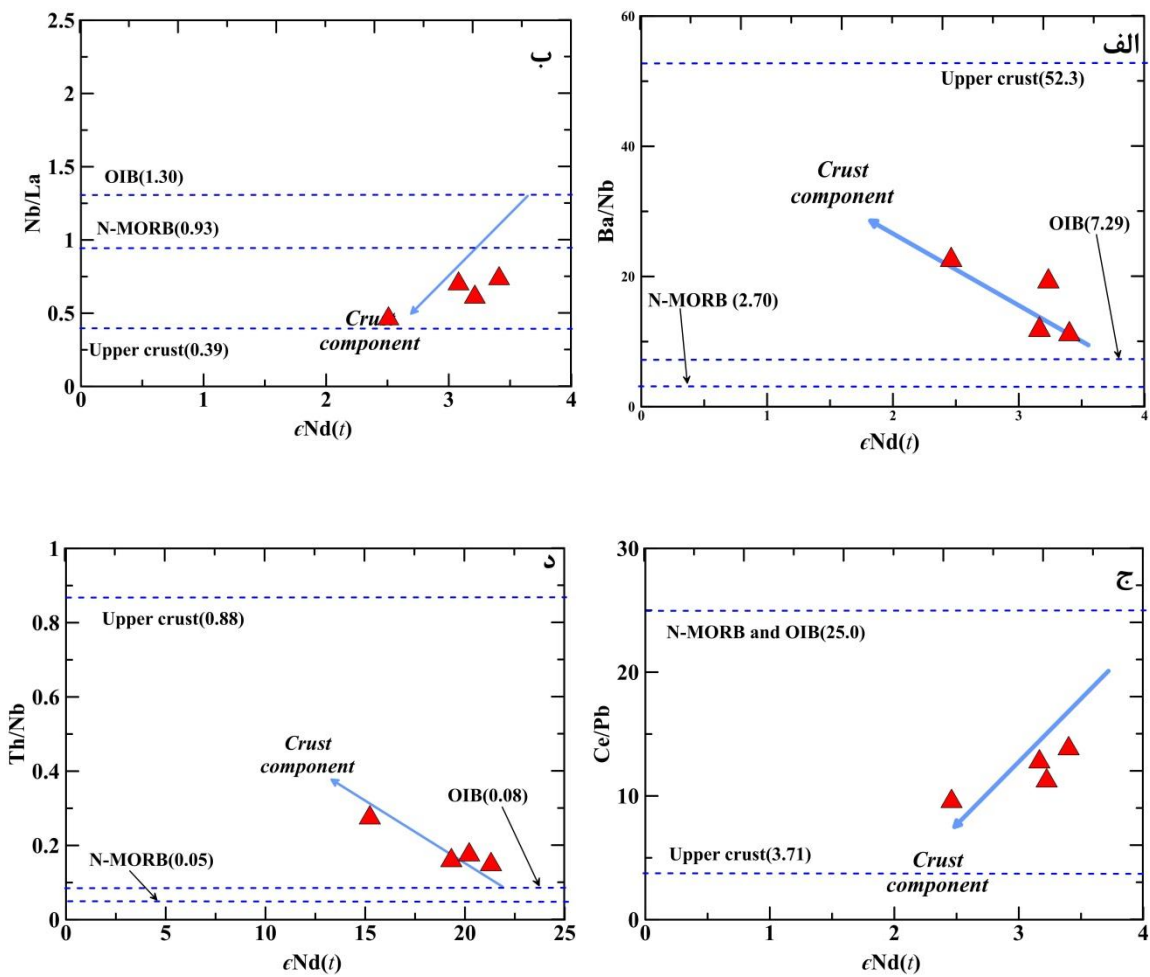 ب
2.5
2
1.5
1
0.5
0
Nb/La
OIB(1.30)
N-MORB(0.93)
Upper crust(0.39)
Crust
component
0 1 2 3 4
ϵNd(t)
الف
60
40
20
0
Ba/Nb
Upper crust(52.3)
Crust
component
OIB(7.29)
N-MORB (2.70)
0 1 2 3 4
ϵNd(t)
د
1
0.8
0.6
0.4
0.2
0
Th/Nb
Upper crust(0.88)
Crust
component
OIB(0.08)
N-MORB(0.05)
0 5 10 15 20 25
ϵNd(t)
ج
30
20
10
0
Ce/Pb
N-MORB and OIB(25.0)
Upper crust(3.71)
Crust
component
0 1 2 3 4
ϵNd(t)